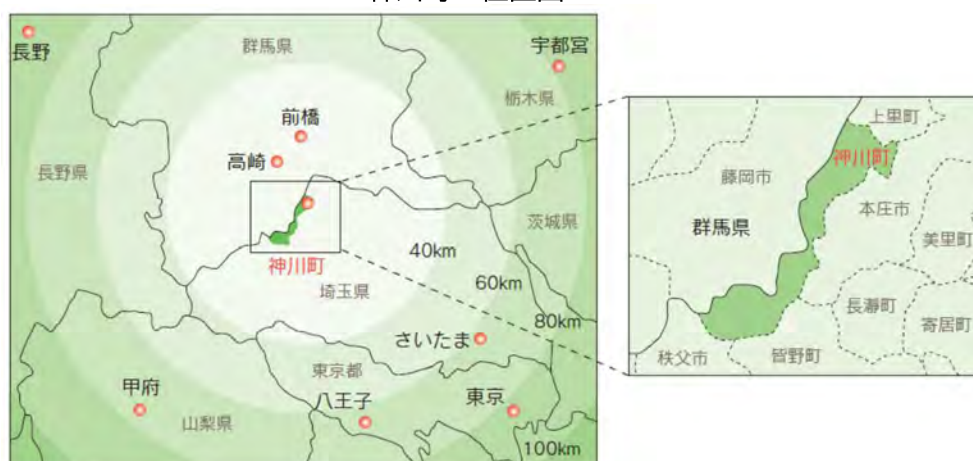 長野
群馬県
宇都宮
栃木県
前橋
高崎
長野県
茨城県
神川町
40km
60km
埼玉県
80km
さいたま
東京都
甲府
八王子
東京
山梨県
100km
上里町
神川町
藤岡市
本庄市
群馬県
美里町
長瀞町
寄居町
秩父市
皆野町